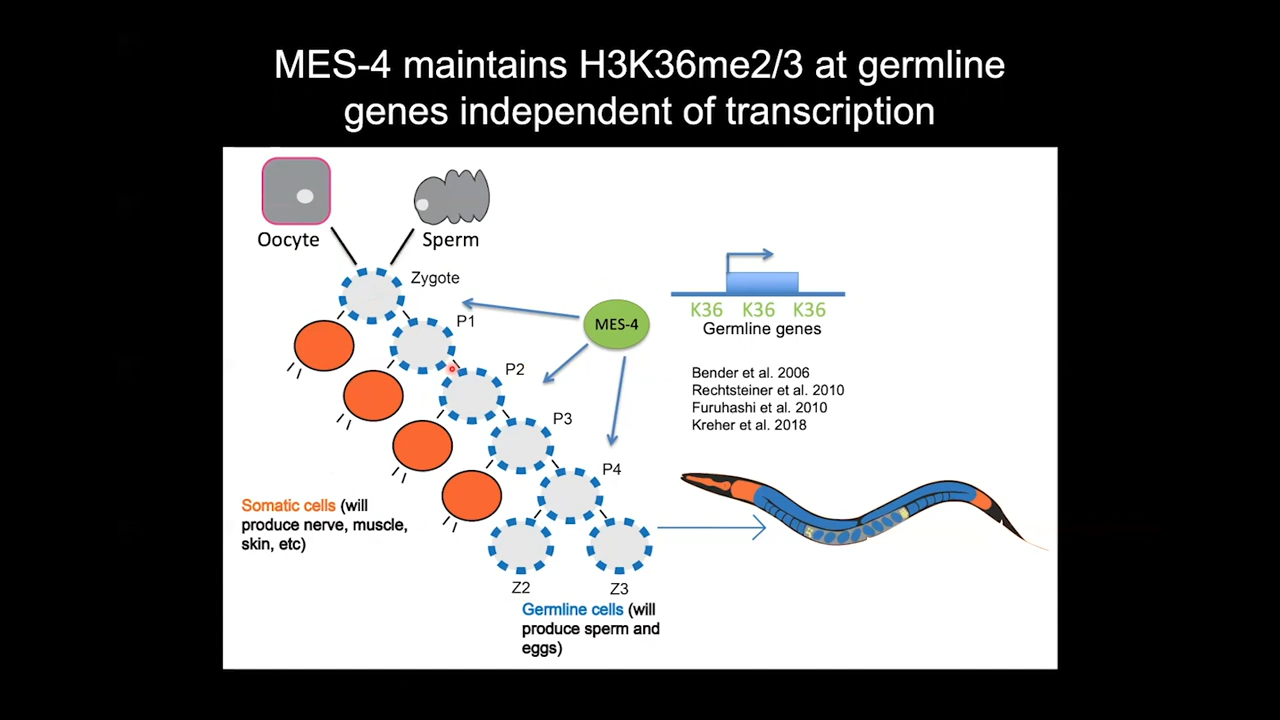 MES-4 maintains H3K36me2/3 at germline
genes independent of transcription
Oocyte
Sperm
Zygote
P1
P2
P3
P4
Z2
Z3
MES-4
K36 K36 K36
Germline genes
Bender et al. 2006
Rechtsteiner et al. 2010
Furuhashi et al. 2010
Kreher et al. 2018
Somatic cells (will
produce nerve, muscle,
skin, etc)
Germline cells (will
produce sperm and
eggs)